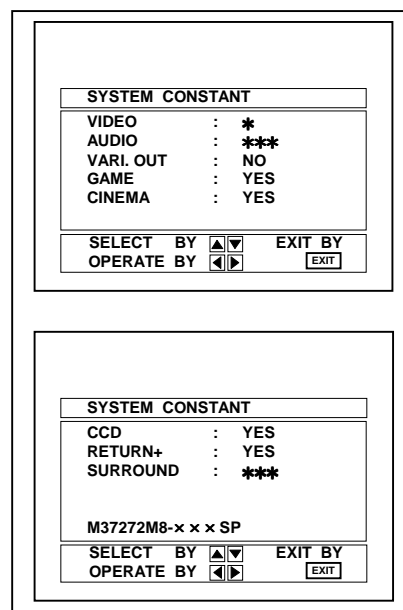 SYSTEM CONSTANT
VIDEO : *
AUDIO : ***
VARI. OUT : NO
GAME : YES
CINEMA : YES
SELECT BY ▲▼ EXIT BY
OPERATE BY ◀▶ EXIT
SYSTEM CONSTANT
CCD : YES
RETURN+ : YES
SURROUND : ***
M37272M8-×××SP
SELECT BY ▲▼ EXIT BY
OPERATE BY ◀▶ EXIT